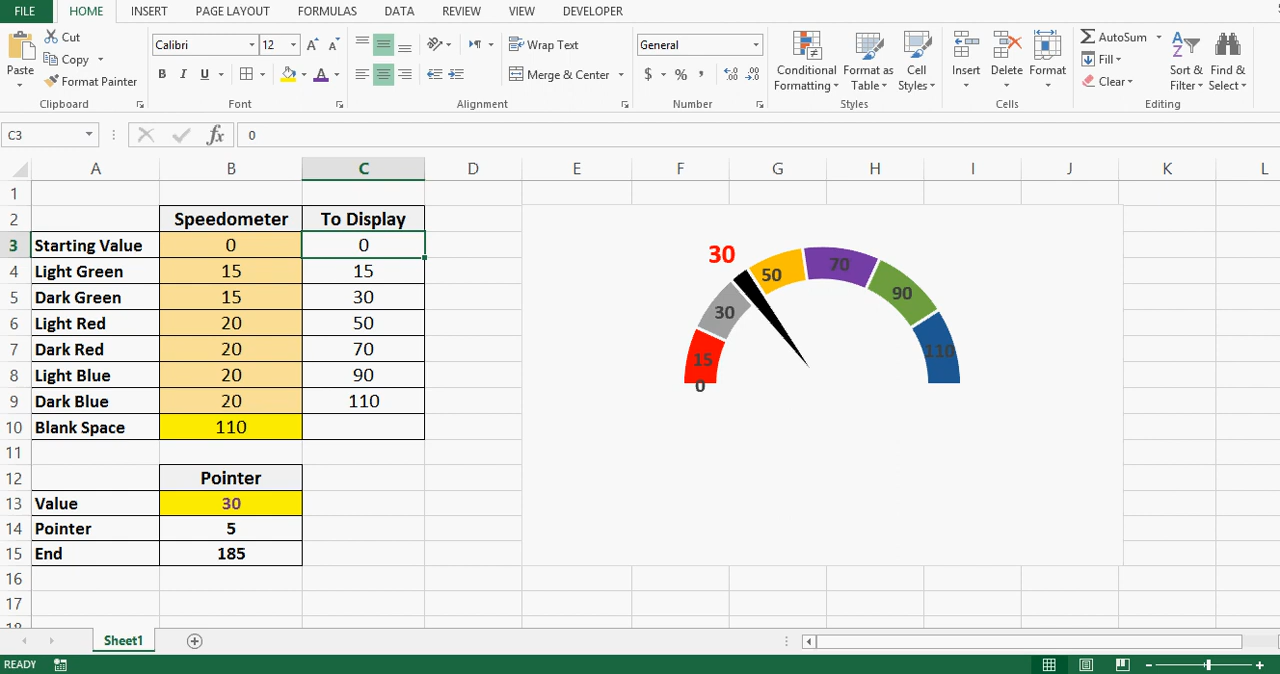 FILE HOME INSERT PAGE LAYOUT FORMULAS DATA REVIEW VIEW DEVELOPER
Paste Cut Copy Format Painter
Clipboard
Calibri 12
B I U A
Font
Wrap Text
Merge & Center
Alignment
General
$ % ,
Number
Conditional Formatting Format as Table Cell Styles
Styles
Insert Delete Format
Cells
AutoSum Fill Clear Sort & Filter Find & Select
Editing
C3 fx 0
A B C D E F G H I J K L
1
2 Speedometer To Display
3 Starting Value 0 0
4 Light Green 15 15
5 Dark Green 15 30
6 Light Red 20 50
7 Dark Red 20 70
8 Light Blue 20 90
9 Dark Blue 20 110
10 Blank Space 110
11
12 Pointer
13 Value 30
14 Pointer 5
15 End 185
16
17
18
30
0 15 30 50 70 90 110
Sheet1
READY